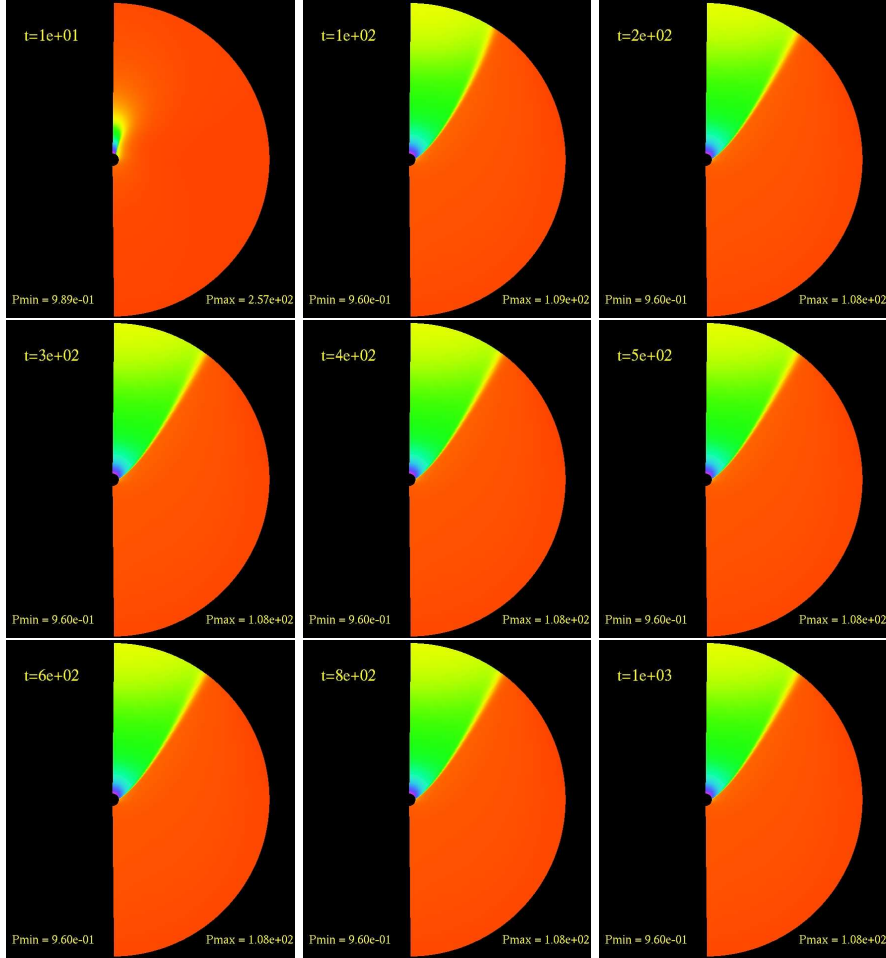 t=1e+01
Pmin = 9.89e-01 Pmax = 2.57e+02
t=1e+02
Pmin = 9.60e-01 Pmax = 1.09e+02
t=2e+02
Pmin = 9.60e-01 Pmax = 1.08e+02
t=3e+02
Pmin = 9.60e-01 Pmax = 1.08e+02
t=4e+02
Pmin = 9.60e-01 Pmax = 1.08e+02
t=5e+02
Pmin = 9.60e-01 Pmax = 1.08e+02
t=6e+02
Pmin = 9.60e-01 Pmax = 1.08e+02
t=8e+02
Pmin = 9.60e-01 Pmax = 1.08e+02
t=1e+03
Pmin = 9.60e-01 Pmax = 1.08e+02